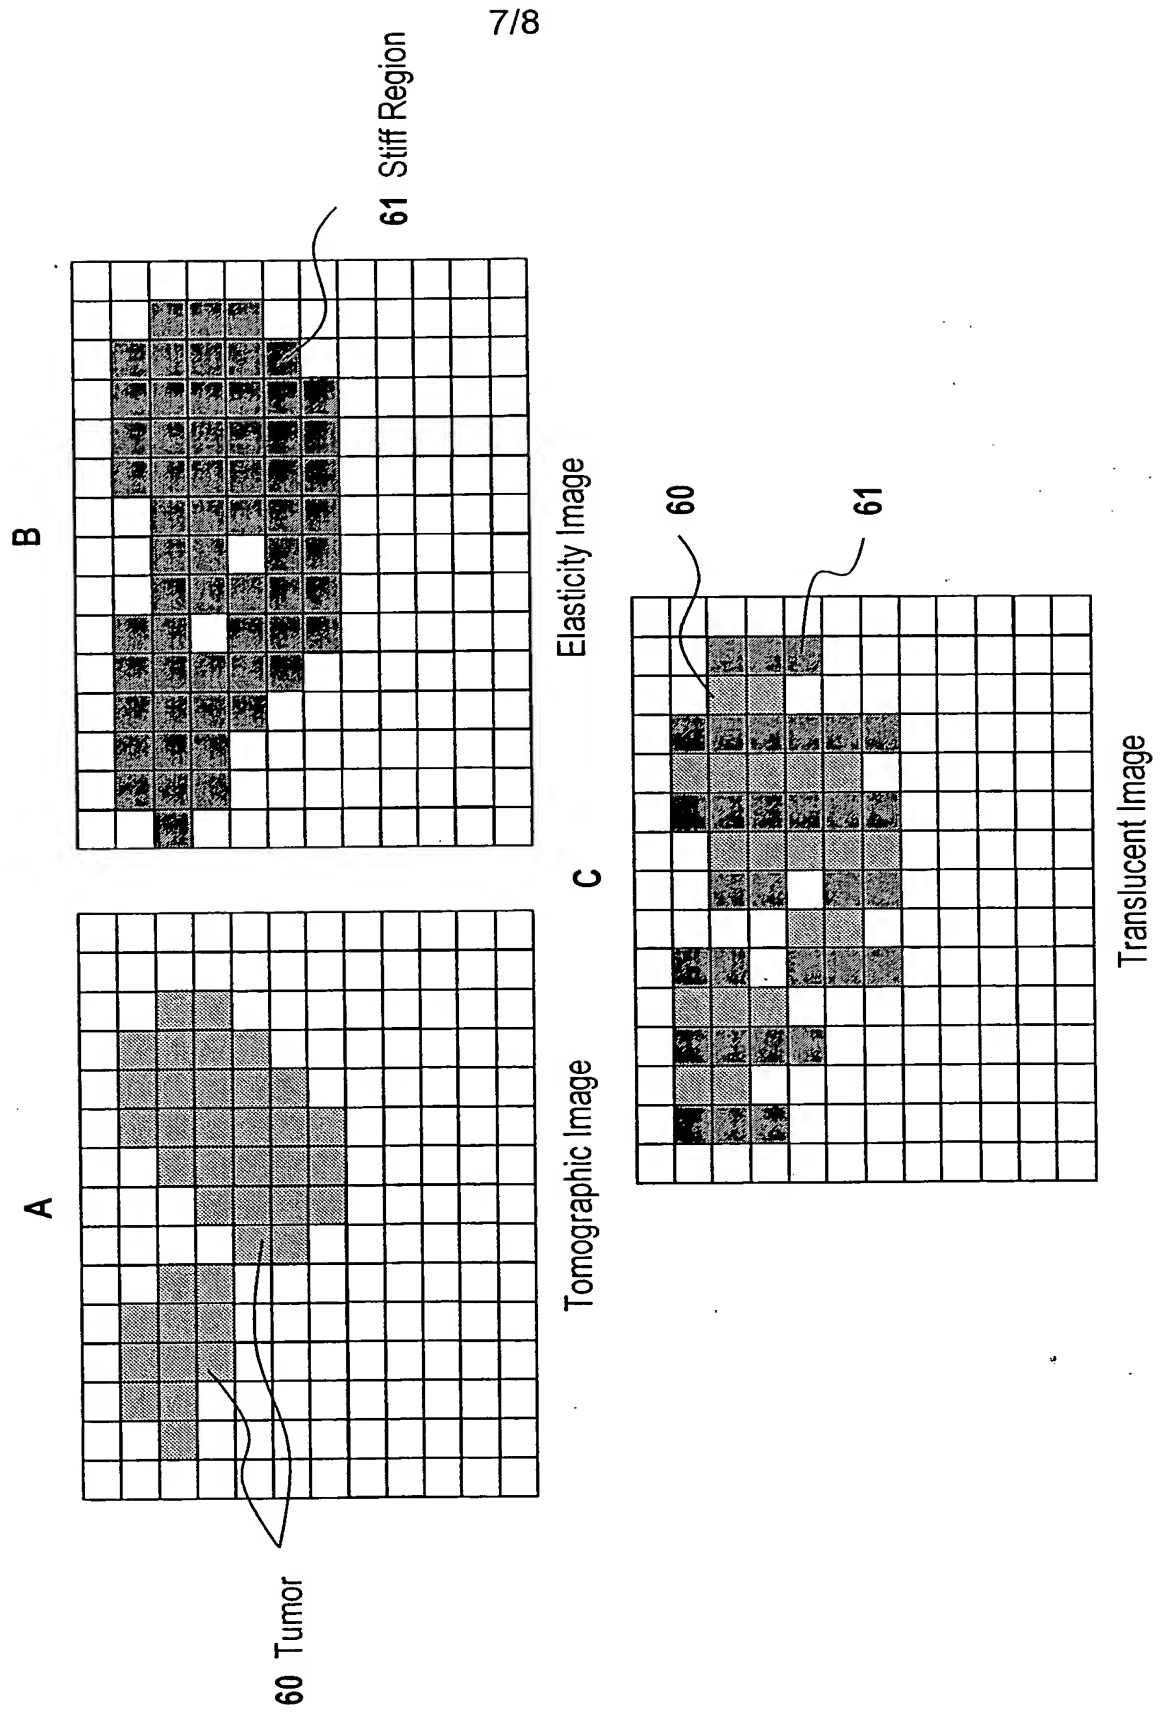 7/8
A
60 Tumor
Tomographic Image
B
61 Stiff Region
Elasticity Image
C
60
61
Translucent Image